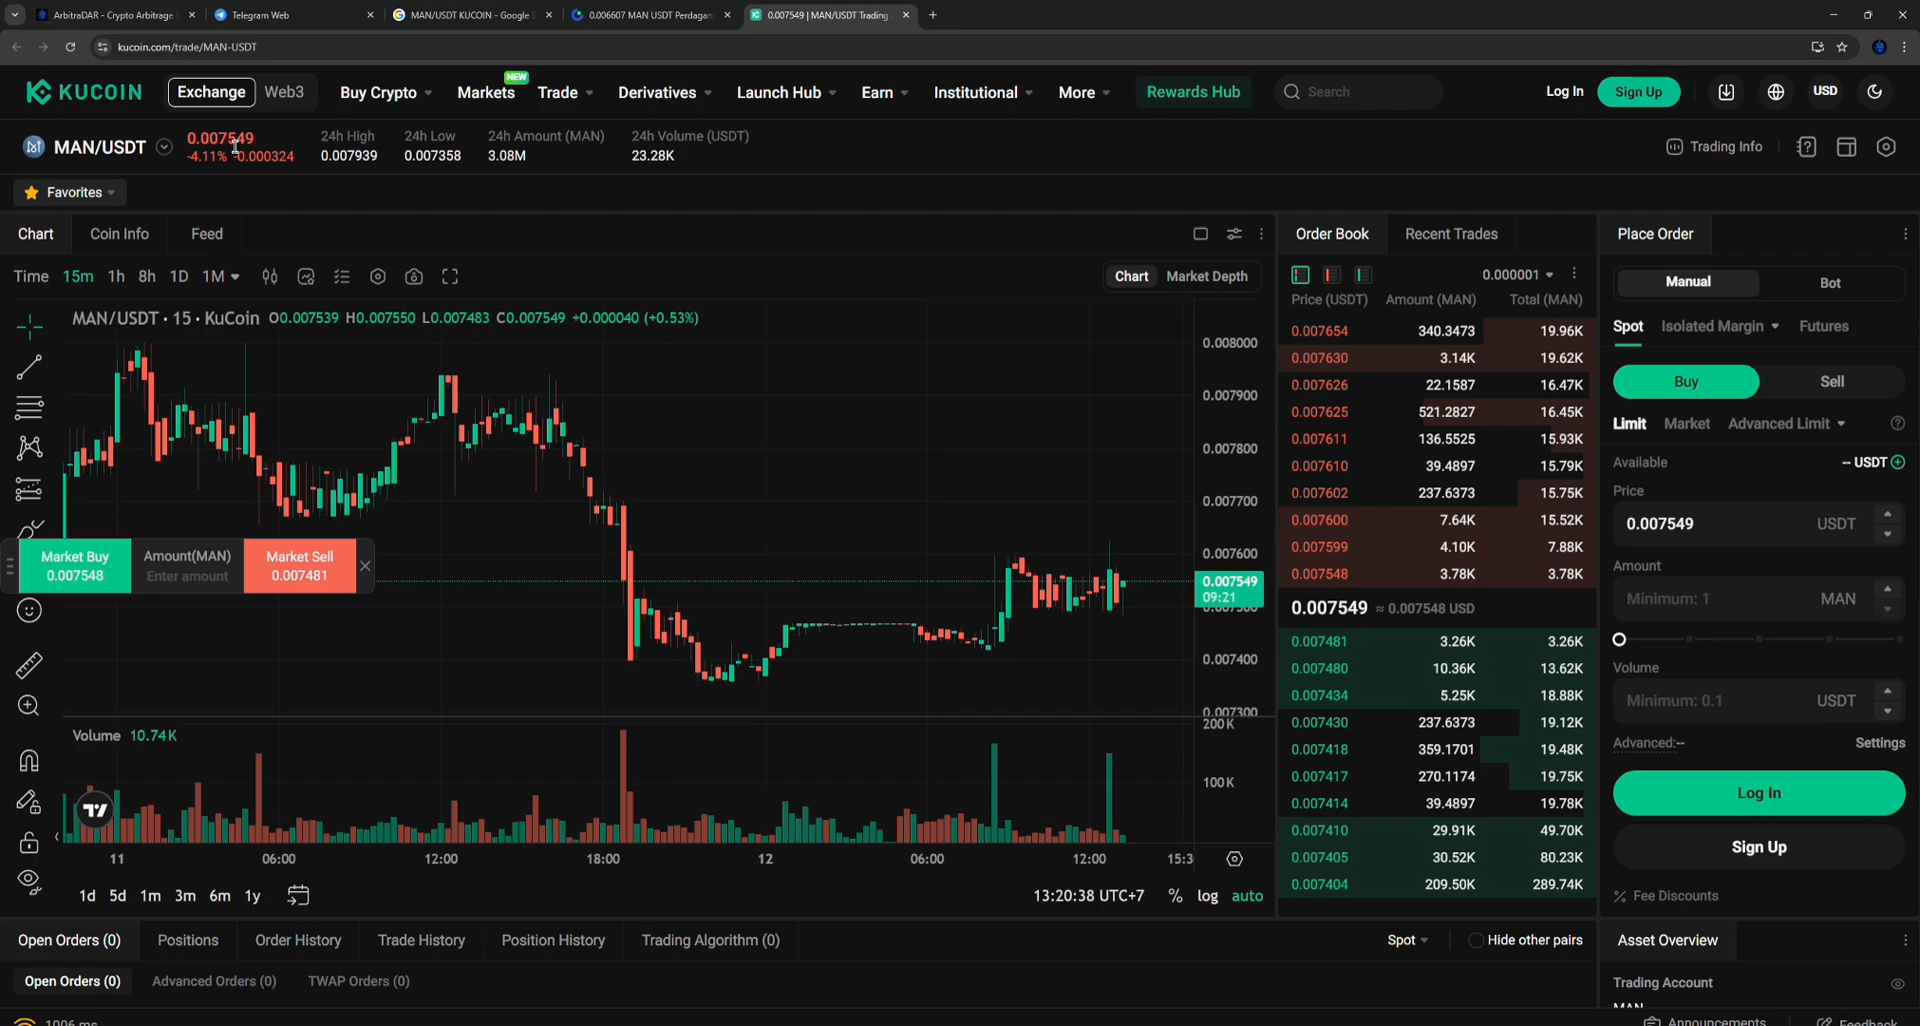 ArbitraDAR - Crypto Arbitrage
Telegram Web
MAN/USDT KUCOIN - Google S
0.006607 MAN USDT Perdagan
0.007549 | MAN/USDT Trading
kucoin.com/trade/MAN-USDT
KUCOIN
Exchange
Web3
Buy Crypto
Markets
NEW
Trade
Derivatives
Launch Hub
Earn
Institutional
More
Rewards Hub
Search
Log In
Sign Up
USD
MAN/USDT
0.007549
-4.11% -0.000324
24h High
0.007939
24h Low
0.007358
24h Amount (MAN)
3.08M
24h Volume (USDT)
23.28K
Trading Info
Favorites
Chart
Coin Info
Feed
Time 15m 1h 8h 1D 1M
Chart
Market Depth
MAN/USDT · 15 · KuCoin O0.007539 H0.007550 L0.007483 C0.007549 +0.000040 (+0.53%)
0.008000
0.007900
0.007800
0.007700
0.007600
0.007549
09:21
0.007500
0.007400
0.007300
Market Buy
0.007548
Amount(MAN)
Enter amount
Market Sell
0.007481
Volume 10.74K
200K
100K
11 06:00 12:00 18:00 12 06:00 12:00 15:3
1d 5d 1m 3m 6m 1y
13:20:38 UTC+7 % log auto
Order Book
Recent Trades
0.000001
Price (USDT) Amount (MAN) Total (MAN)
0.007654 340.3473 19.96K
0.007630 3.14K 19.62K
0.007626 22.1587 16.47K
0.007625 521.2827 16.45K
0.007611 136.5525 15.93K
0.007610 39.4897 15.79K
0.007602 237.6373 15.75K
0.007600 7.64K 15.52K
0.007599 4.10K 7.88K
0.007548 3.78K 3.78K
0.007549 ≈ 0.007548 USD
0.007481 3.26K 3.26K
0.007480 10.36K 13.62K
0.007434 5.25K 18.88K
0.007430 237.6373 19.12K
0.007418 359.1701 19.48K
0.007417 270.1174 19.75K
0.007414 39.4897 19.78K
0.007410 29.91K 49.70K
0.007405 30.52K 80.23K
0.007404 209.50K 289.74K
Place Order
Manual
Bot
Spot
Isolated Margin
Futures
Buy
Sell
Limit
Market
Advanced Limit
Available
-- USDT
Price
0.007549 USDT
Amount
Minimum: 1 MAN
Volume
Minimum: 0.1 USDT
Advanced:--
Settings
Log In
Sign Up
% Fee Discounts
Open Orders (0)
Positions
Order History
Trade History
Position History
Trading Algorithm (0)
Spot
Hide other pairs
Open Orders (0)
Advanced Orders (0)
TWAP Orders (0)
Asset Overview
Trading Account
MAN
1006 ms
Announcements
Feedback